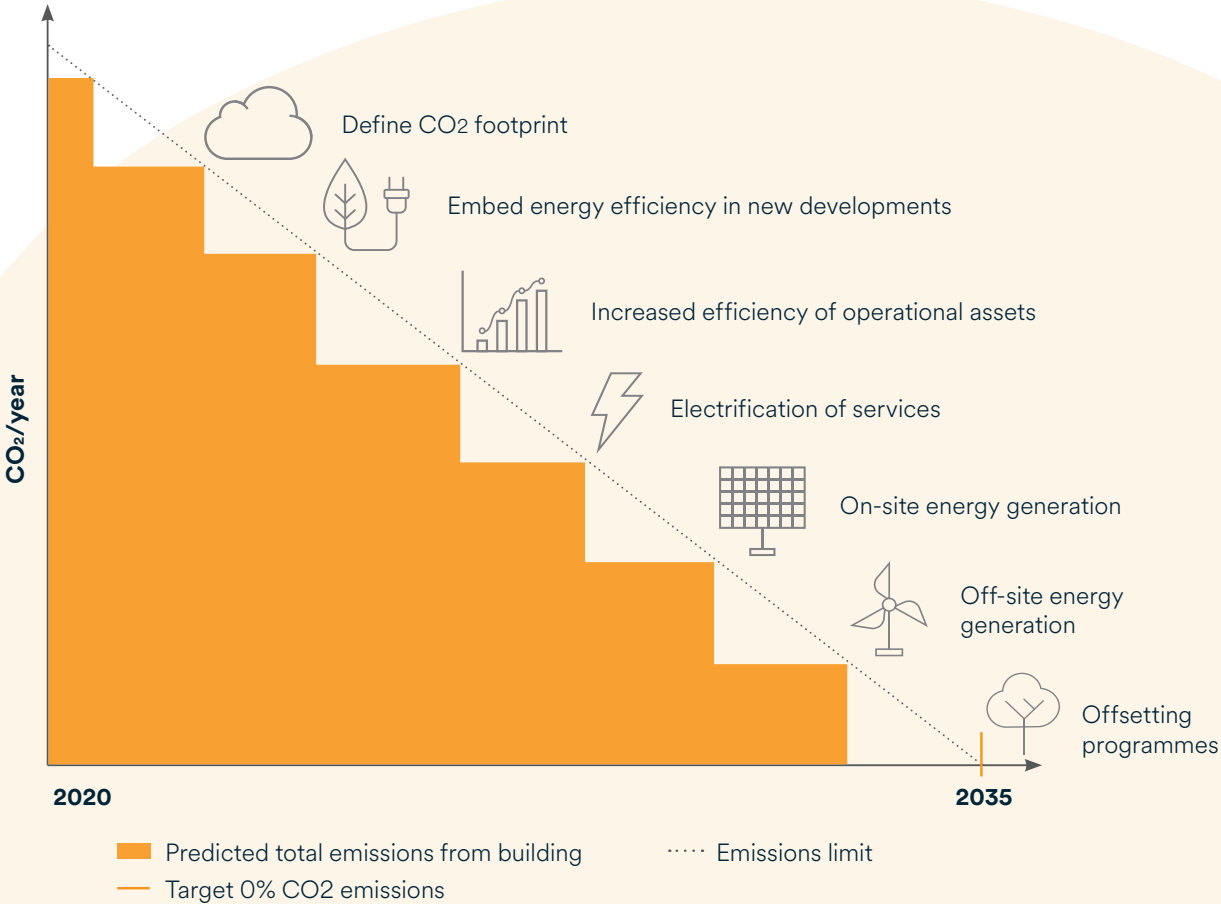 Define CO2 footprint
Embed energy efficiency in new developments
Increased efficiency of operational assets
Electrification of services
On-site energy generation
Off-site energy
generation
Offsetting
programmes
CO₂/year
2020
2035
Predicted total emissions from building
Emissions limit
Target 0% CO2 emissions